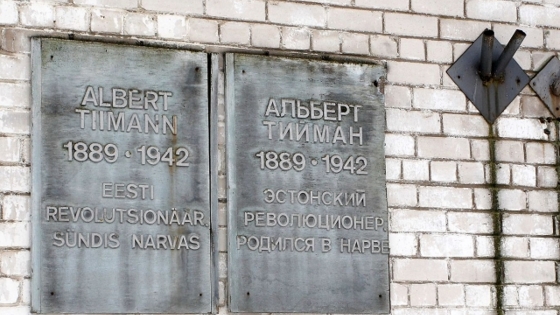 ALBERT
TIIMANN
1889 · 1942
EESTI
REVOLUTSIONÄÄR,
SÜNDIS NARVAS
АЛЬБЕРТ
ТИЙМАН
1889 · 1942
ЭСТОНСКИЙ
РЕВОЛЮЦИОНЕР,
РОДИЛСЯ В НАРВЕ